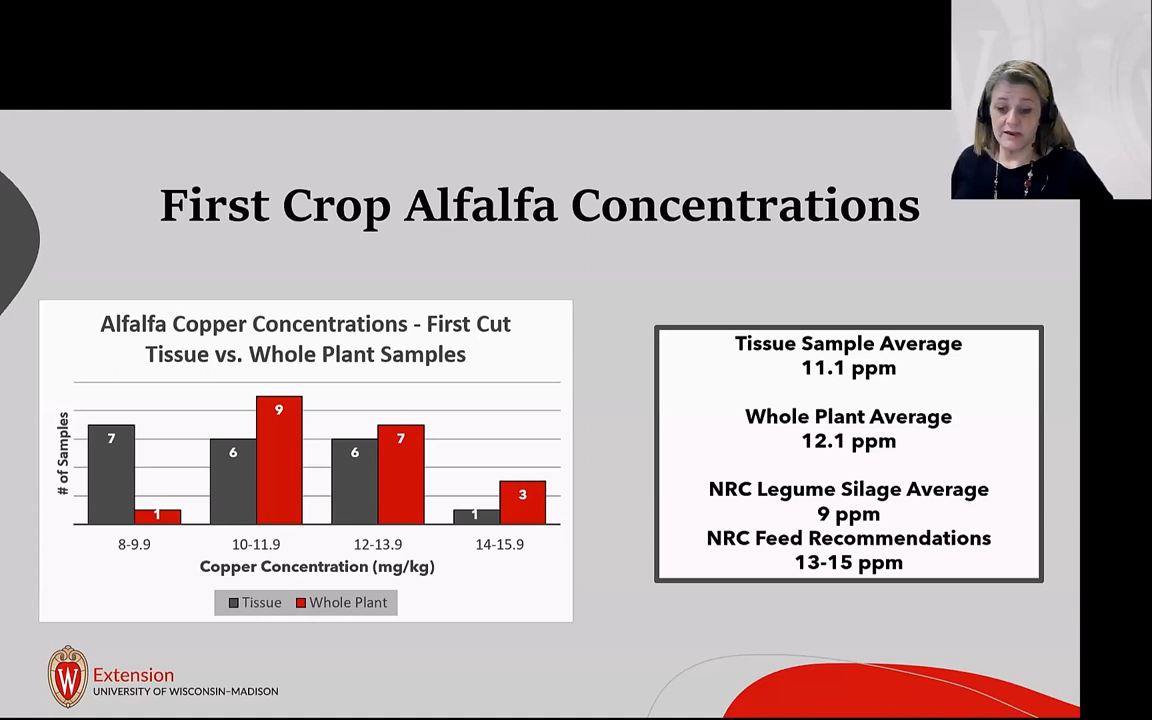 First Crop Alfalfa Concentrations
Alfalfa Copper Concentrations - First Cut
Tissue vs. Whole Plant Samples
# of Samples
7
1
6
9
6
7
1
3
8-9.9
10-11.9
12-13.9
14-15.9
Copper Concentration (mg/kg)
Tissue
Whole Plant
Tissue Sample Average
11.1 ppm
Whole Plant Average
12.1 ppm
NRC Legume Silage Average
9 ppm
NRC Feed Recommendations
13-15 ppm
W
Extension
UNIVERSITY OF WISCONSIN-MADISON